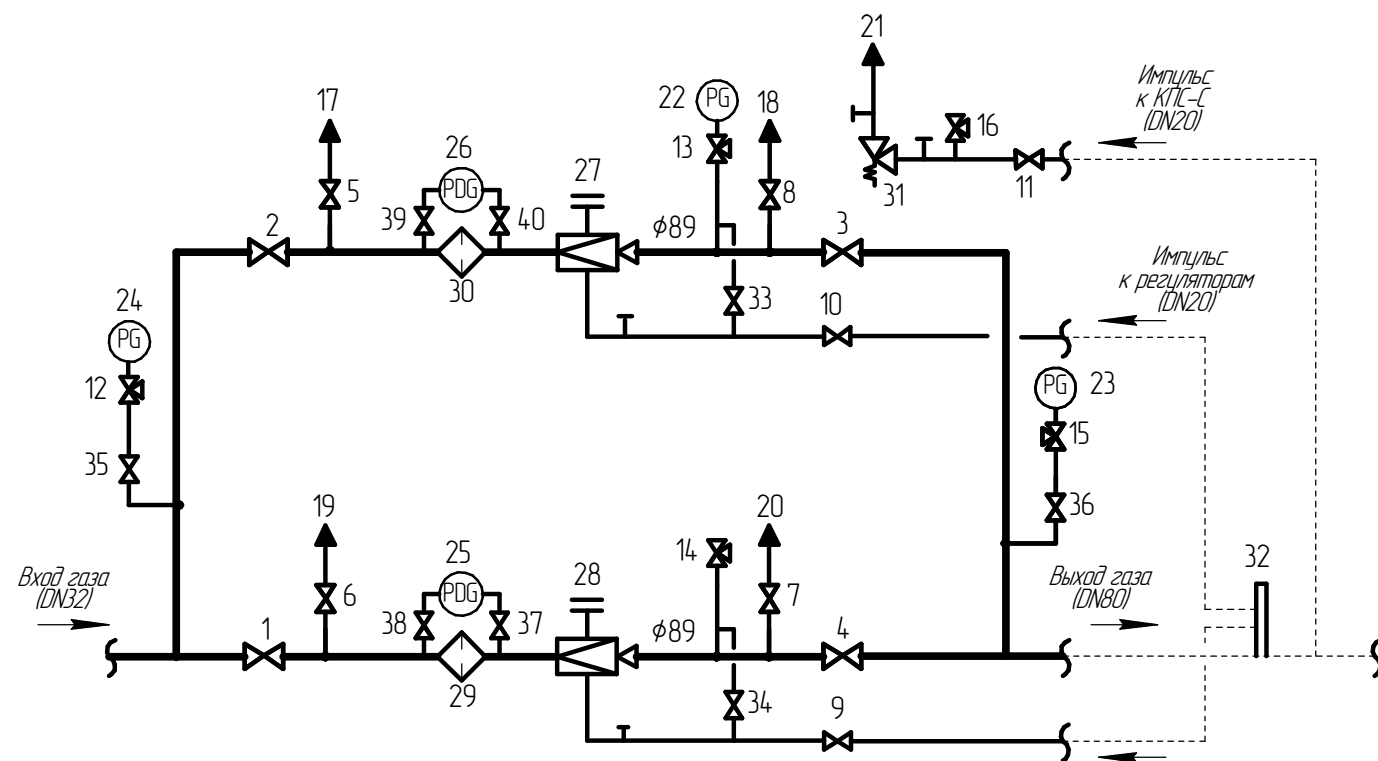 21
Импульс
к КПС-С
(DN20)
17
22
PG
18
16
26
13
PDG
27
11
5
31
8
39
40
2
ϕ89
3
Импульс
к регуляторам
(DN20)
30
24
33
10
PG
PG
23
12
15
35
36
19
20
14
25
32
28
Вход газа
(DN32)
PDG
Выход газа
(DN80)
6
7
38
37
1
ϕ89
4
29
34
9